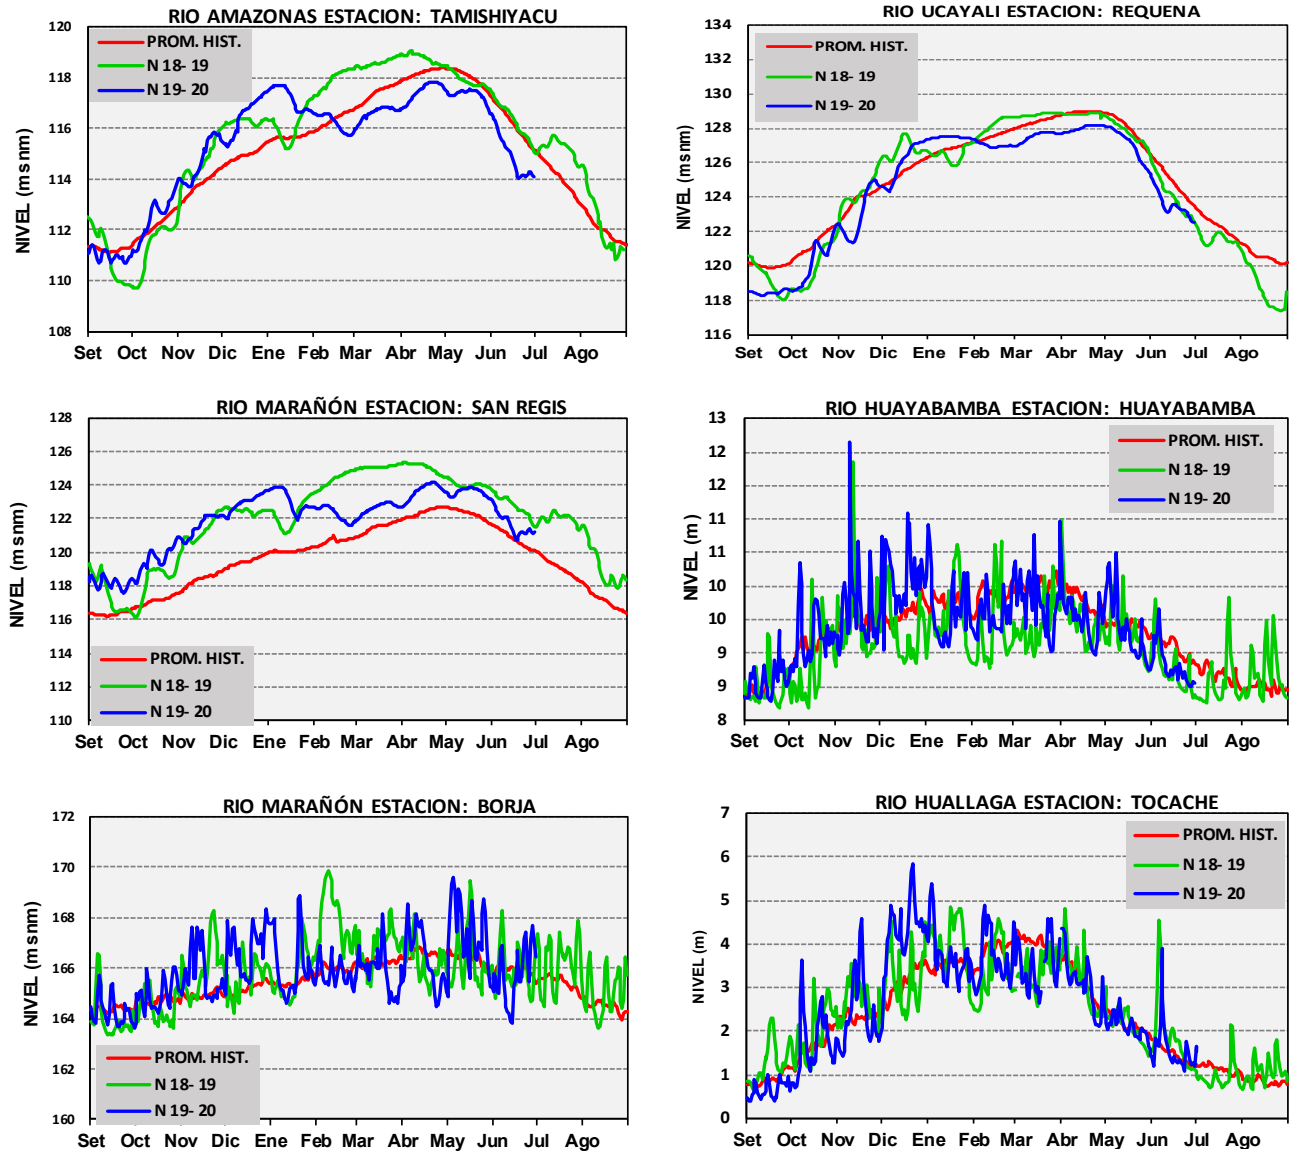 RIO AMAZONAS ESTACION: TAMISHIYACU
120
118
116
114
112
110
108
NIVEL (msnm)
PROM. HIST.
N 18- 19
N 19- 20
Set Oct Nov Dic Ene Feb Mar Abr May Jun Jul Ago
RIO UCAYALI ESTACION: REQUENA
134
132
130
128
126
124
122
120
118
116
NIVEL (msnm)
PROM. HIST.
N 18- 19
N 19- 20
Set Oct Nov Dic Ene Feb Mar Abr May Jun Jul Ago
RIO MARAÑÓN ESTACION: SAN REGIS
128
126
124
122
120
118
116
114
112
110
NIVEL (msnm)
PROM. HIST.
N 18- 19
N 19- 20
Set Oct Nov Dic Ene Feb Mar Abr May Jun Jul Ago
RIO HUAYABAMBA ESTACION: HUAYABAMBA
13
12
12
11
11
10
10
9
9
8
NIVEL (m)
PROM. HIST.
N 18- 19
N 19- 20
Set Oct Nov Dic Ene Feb Mar Abr May Jun Jul Ago
RIO MARAÑÓN ESTACION: BORJA
172
170
168
166
164
162
160
NIVEL (msnm)
PROM. HIST.
N 18- 19
N 19- 20
Set Oct Nov Dic Ene Feb Mar Abr May Jun Jul Ago
RIO HUALLAGA ESTACION: TOCACHE
7
6
5
4
3
2
1
0
NIVEL (m)
PROM. HIST.
N 18- 19
N 19- 20
Set Oct Nov Dic Ene Feb Mar Abr May Jun Jul Ago